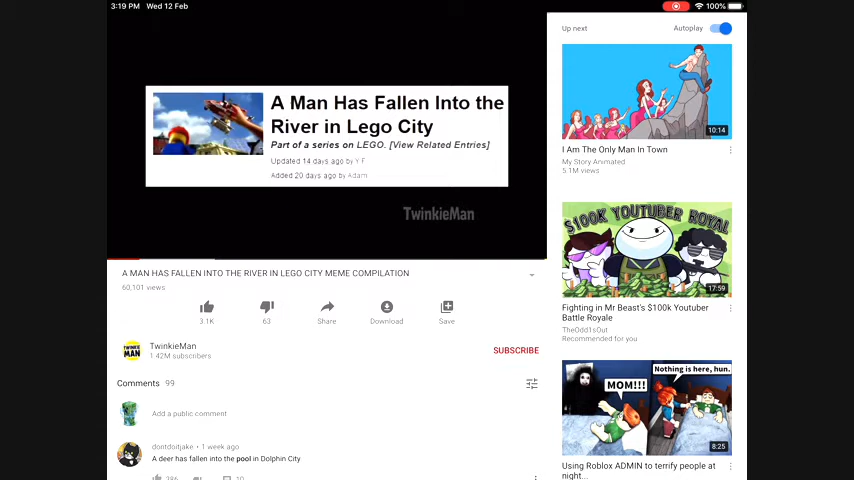 3:19 PM Wed 12 Feb
100%
A Man Has Fallen Into the
River in Lego City
Part of a series on LEGO. [View Related Entries]
Updated 14 days ago by Y F
Added 20 days ago by Adam
TwinkieMan
A MAN HAS FALLEN INTO THE RIVER IN LEGO CITY MEME COMPILATION
60,101 views
3.1K
63
Share
Download
Save
TWINKIE
MAN
TwinkieMan
1.42M subscribers
SUBSCRIBE
Comments 99
Add a public comment
dontdoitjake • 1 week ago
A deer has fallen into the pool in Dolphin City
386
10
Up next
Autoplay
10:14
I Am The Only Man In Town
My Story Animated
5.1M views
$100K YOUTUBER ROYAL
17:59
Fighting in Mr Beast's $100k Youtuber
Battle Royale
TheOdd1sOut
Recommended for you
MOM!!!
Nothing is here, hun.
8:25
Using Roblox ADMIN to terrify people at
night...